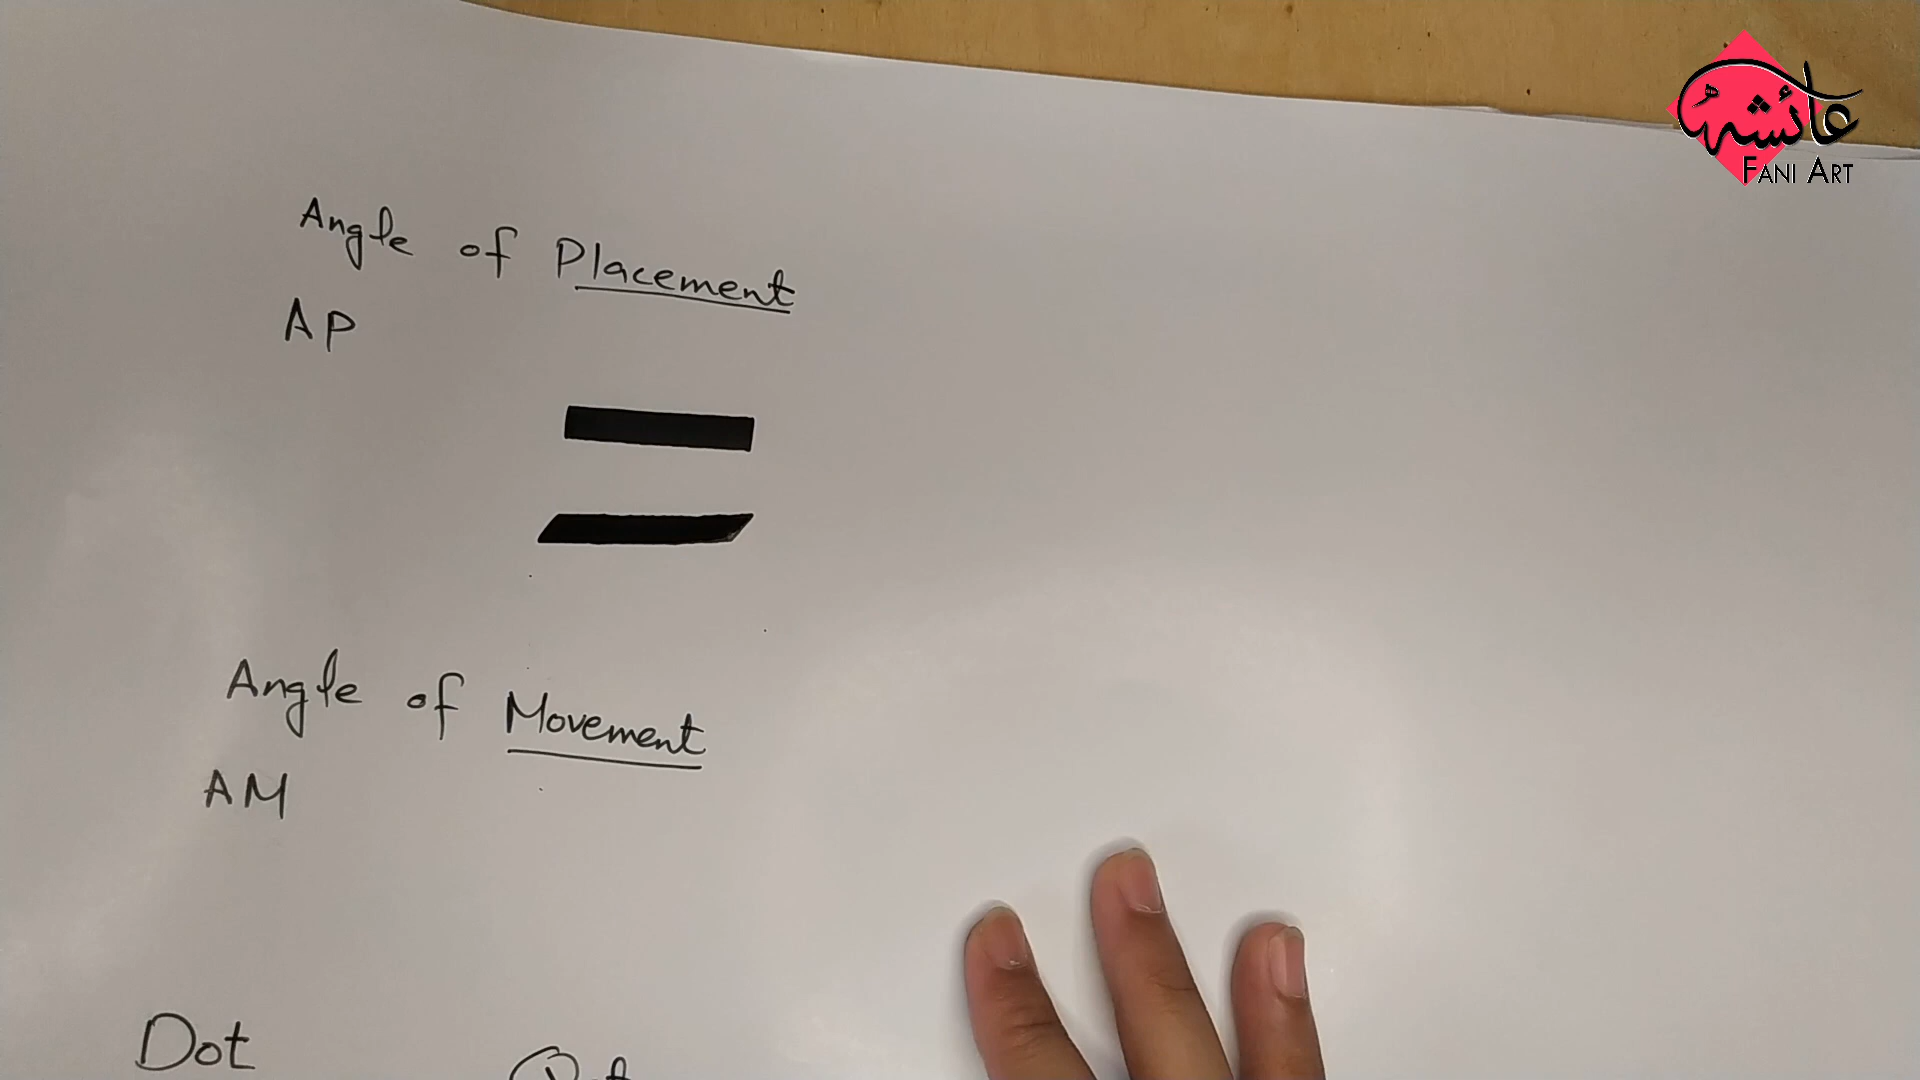 عائشہ
FANI ART
Angle of Placement
AP
Angle of Movement
AM
Dot